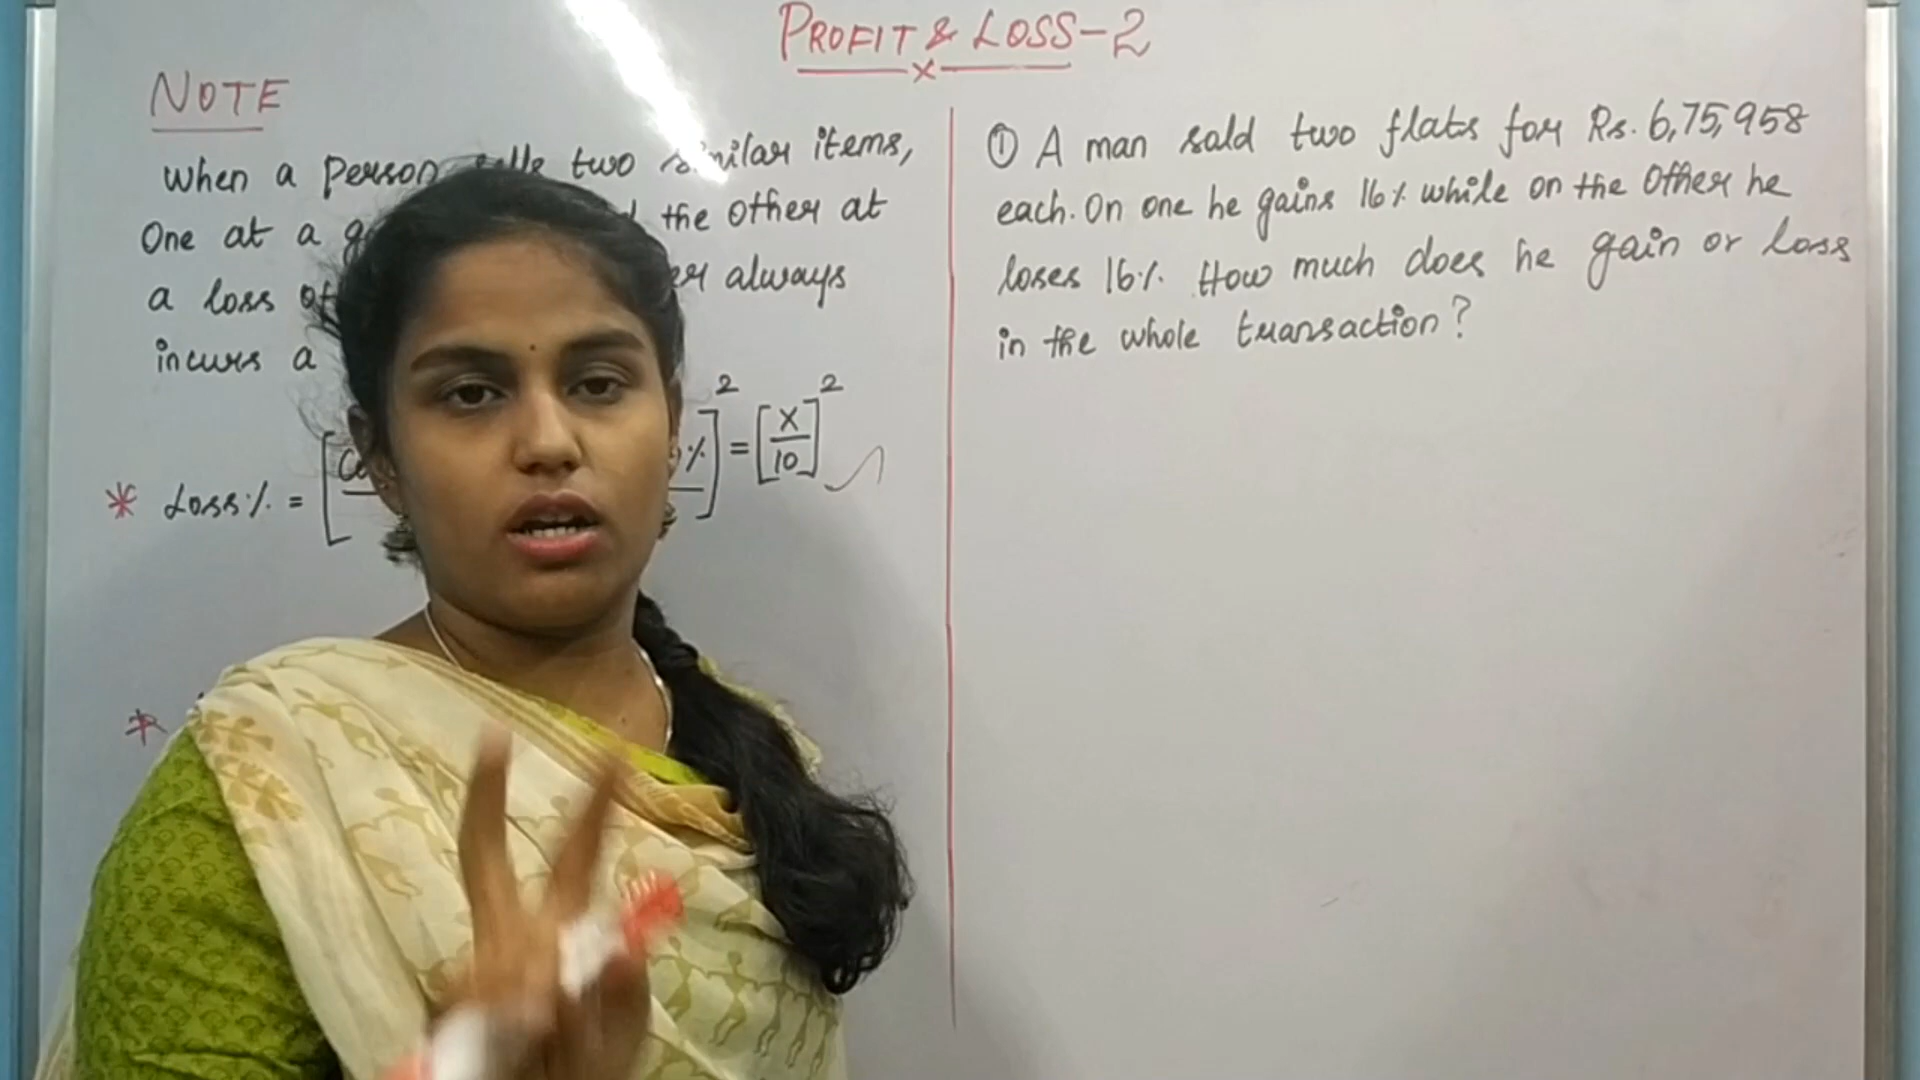 PROFIT & LOSS-2
NOTE
When a person sells two similar items,
One at a the other at
a loss of always
incurs a
* Loss% = [ %]² = [X/10]²
*
① A man sold two flats for Rs. 6,75,958
each. On one he gains 16% while on the Other he
loses 16%. How much does he gain or loss
in the whole transaction?